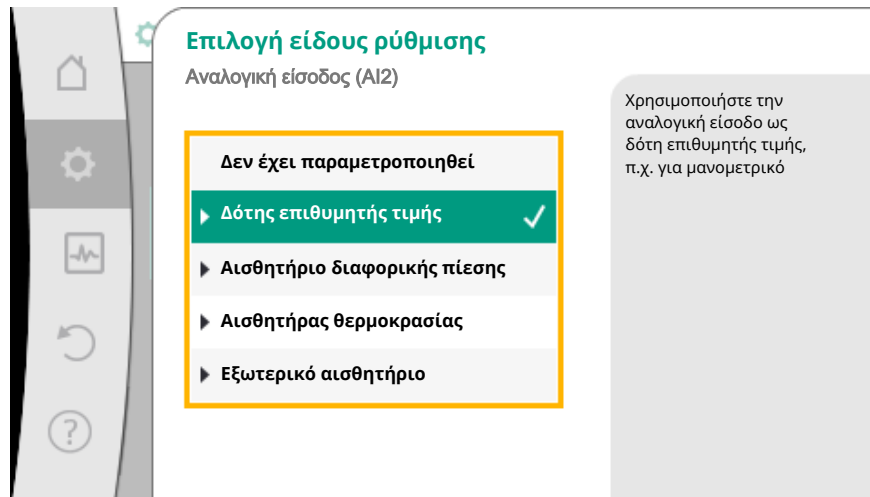 Επιλογή είδους ρύθμισης
Αναλογική είσοδος (AI2)
Δεν έχει παραμετροποιηθεί
Δότης επιθυμητής τιμής
Αισθητήριο διαφορικής πίεσης
Αισθητήρας θερμοκρασίας
Εξωτερικό αισθητήριο
Χρησιμοποιήστε την
αναλογική είσοδο ως
δότη επιθυμητής τιμής,
π.χ. για μανομετρικό